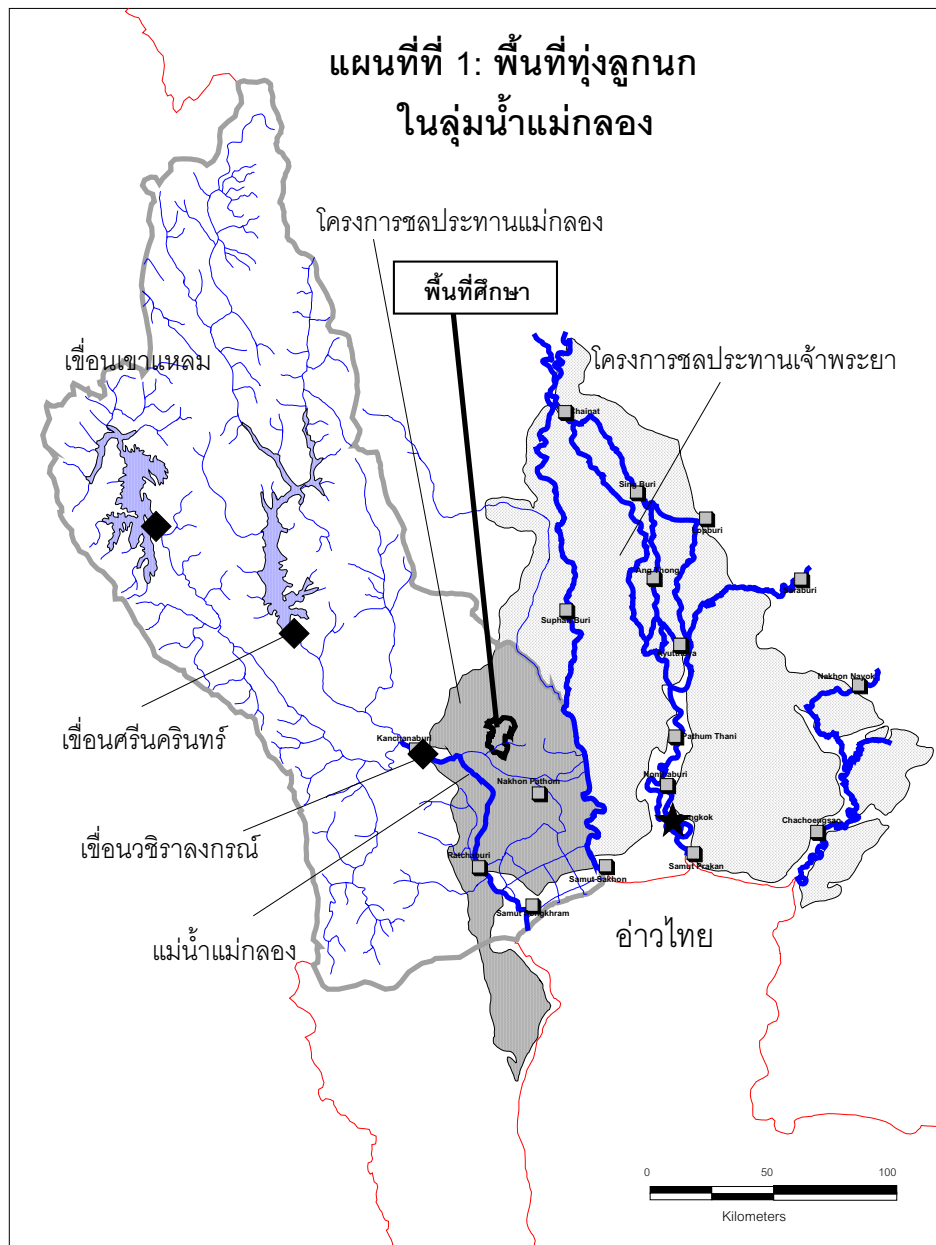 แผนที่ที่ 1: พื้นที่ทุ่งลูกนก
ในลุ่มน้ำแม่กลอง
โครงการชลประทานแม่กลอง
พื้นที่ศึกษา
โครงการชลประทานเจ้าพระยา
เขื่อนเขาแหลม
Chainat
Sing Buri
Ang Thong
Suphan Buri
Nakhon Nayok
เขื่อนศรีนครินทร์
Kanchanaburi
Pathum Thani
Nakhon Pathom
เขื่อนวชิราลงกรณ์
Chachoengsao
Ratchaburi
Samut Sakhon
Samut Prakan
แม่น้ำแม่กลอง
อ่าวไทย
0 50 100
Kilometers